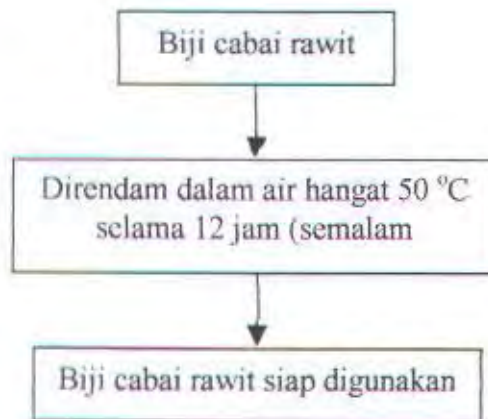 Biji cabai rawit
Direndam dalam air hangat 50 °C
selama 12 jam (semalam
Biji cabai rawit siap digunakan